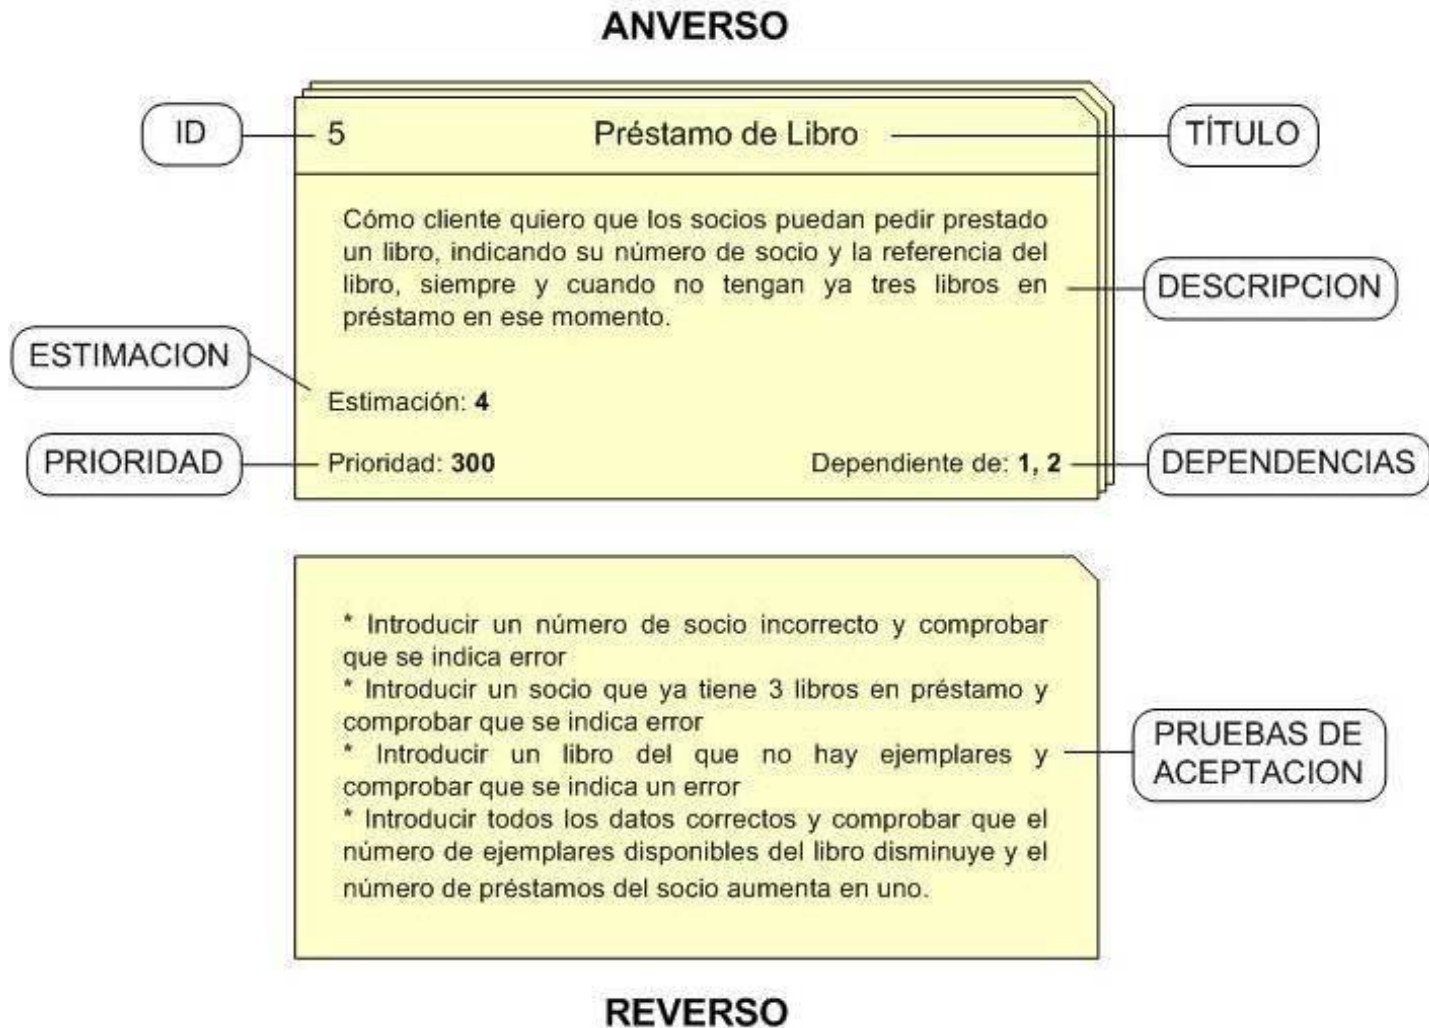 ANVERSO
ID
5
Préstamo de Libro
TÍTULO
Cómo cliente quiero que los socios puedan pedir prestado
un libro, indicando su número de socio y la referencia del
libro, siempre y cuando no tengan ya tres libros en
préstamo en ese momento.
DESCRIPCION
ESTIMACION
Estimación: 4
PRIORIDAD
Prioridad: 300
Dependiente de: 1, 2
DEPENDENCIAS
* Introducir un número de socio incorrecto y comprobar
que se indica error
* Introducir un socio que ya tiene 3 libros en préstamo y
comprobar que se indica error
* Introducir un libro del que no hay ejemplares y
comprobar que se indica un error
* Introducir todos los datos correctos y comprobar que el
número de ejemplares disponibles del libro disminuye y el
número de préstamos del socio aumenta en uno.
PRUEBAS DE
ACEPTACION
REVERSO